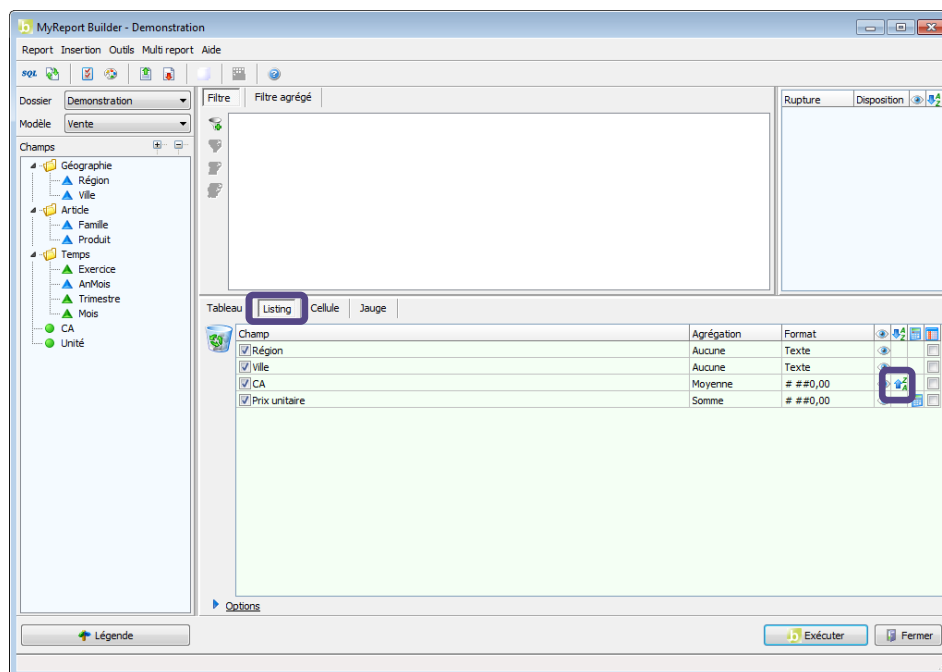 MyReport Builder - Demonstration
Report Insertion Outils Multi report Aide
SQL
Dossier Demonstration
Modèle Vente
Champs
Géographie
Région
Ville
Article
Famille
Produit
Temps
Exercice
AnMois
Trimestre
Mois
CA
Unité
Filtre Filtre agrégé
Rupture Disposition
Tableau Listing Cellule Jauge
Champ Agrégation Format
Région Aucune Texte
Ville Aucune Texte
CA Moyenne # ##0,00
Prix unitaire Somme # ##0,00
Options
Légende
Exécuter Fermer